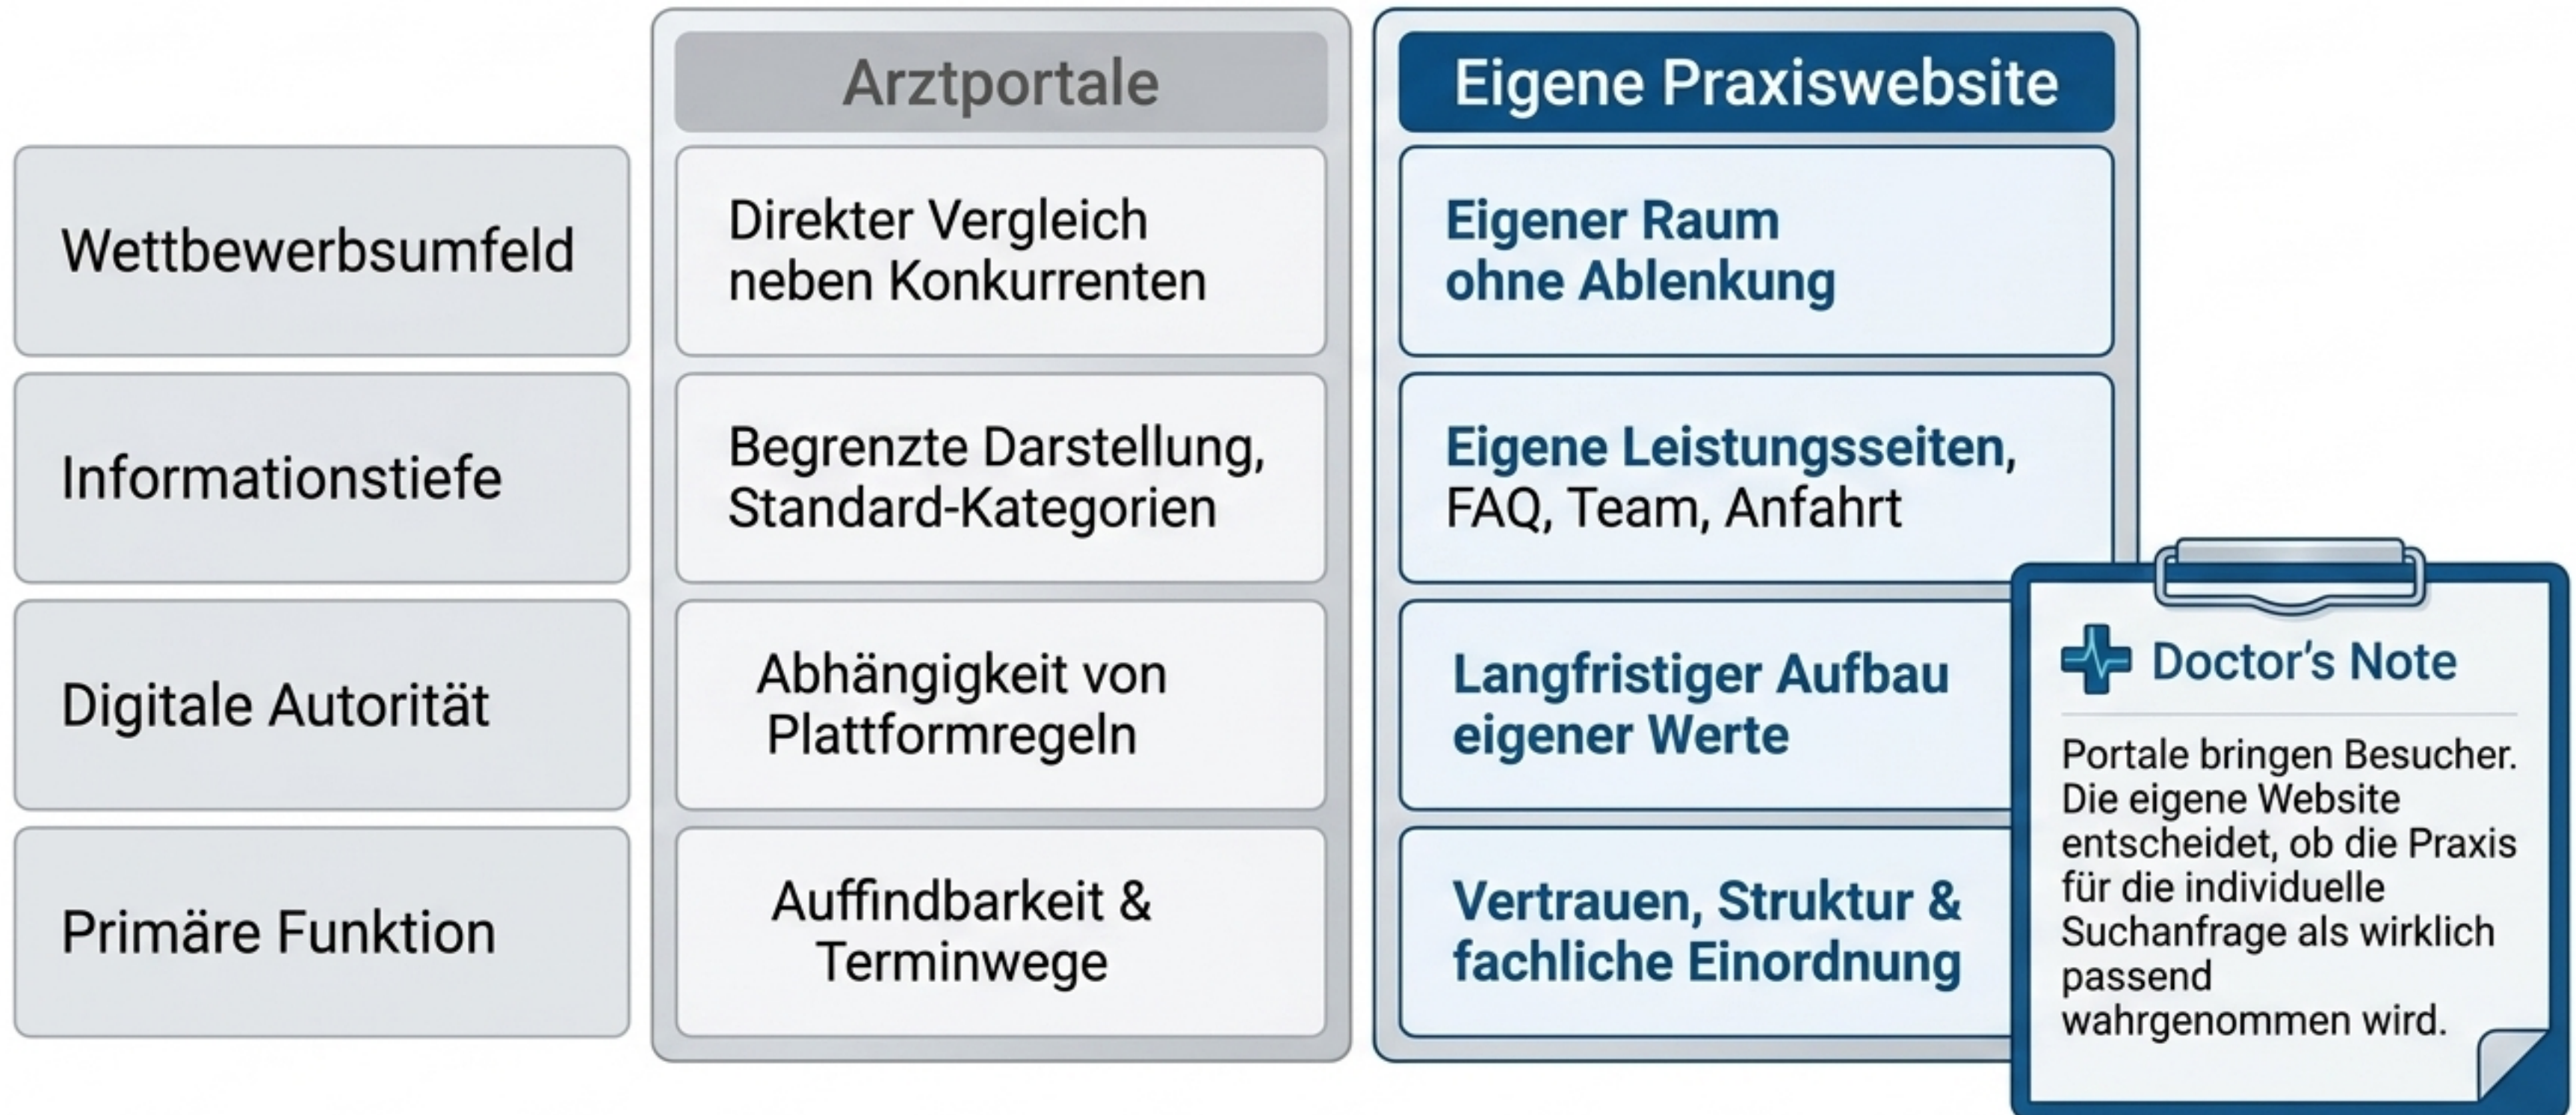 Arztportale
Eigene Praxiswebsite
Wettbewerbsumfeld
Direkter Vergleich
neben Konkurrenten
Eigener Raum
ohne Ablenkung
Informationstiefe
Begrenzte Darstellung,
Standard-Kategorien
Eigene Leistungsseiten,
FAQ, Team, Anfahrt
Digitale Autorität
Abhängigkeit von
Plattformregeln
Langfristiger Aufbau
eigener Werte
Primäre Funktion
Auffindbarkeit &
Terminwege
Vertrauen, Struktur &
fachliche Einordnung
Doctor's Note
Portale bringen Besucher.
Die eigene Website
entscheidet, ob die Praxis
für die individuelle
Suchanfrage als wirklich
passend
wahrgenommen wird.